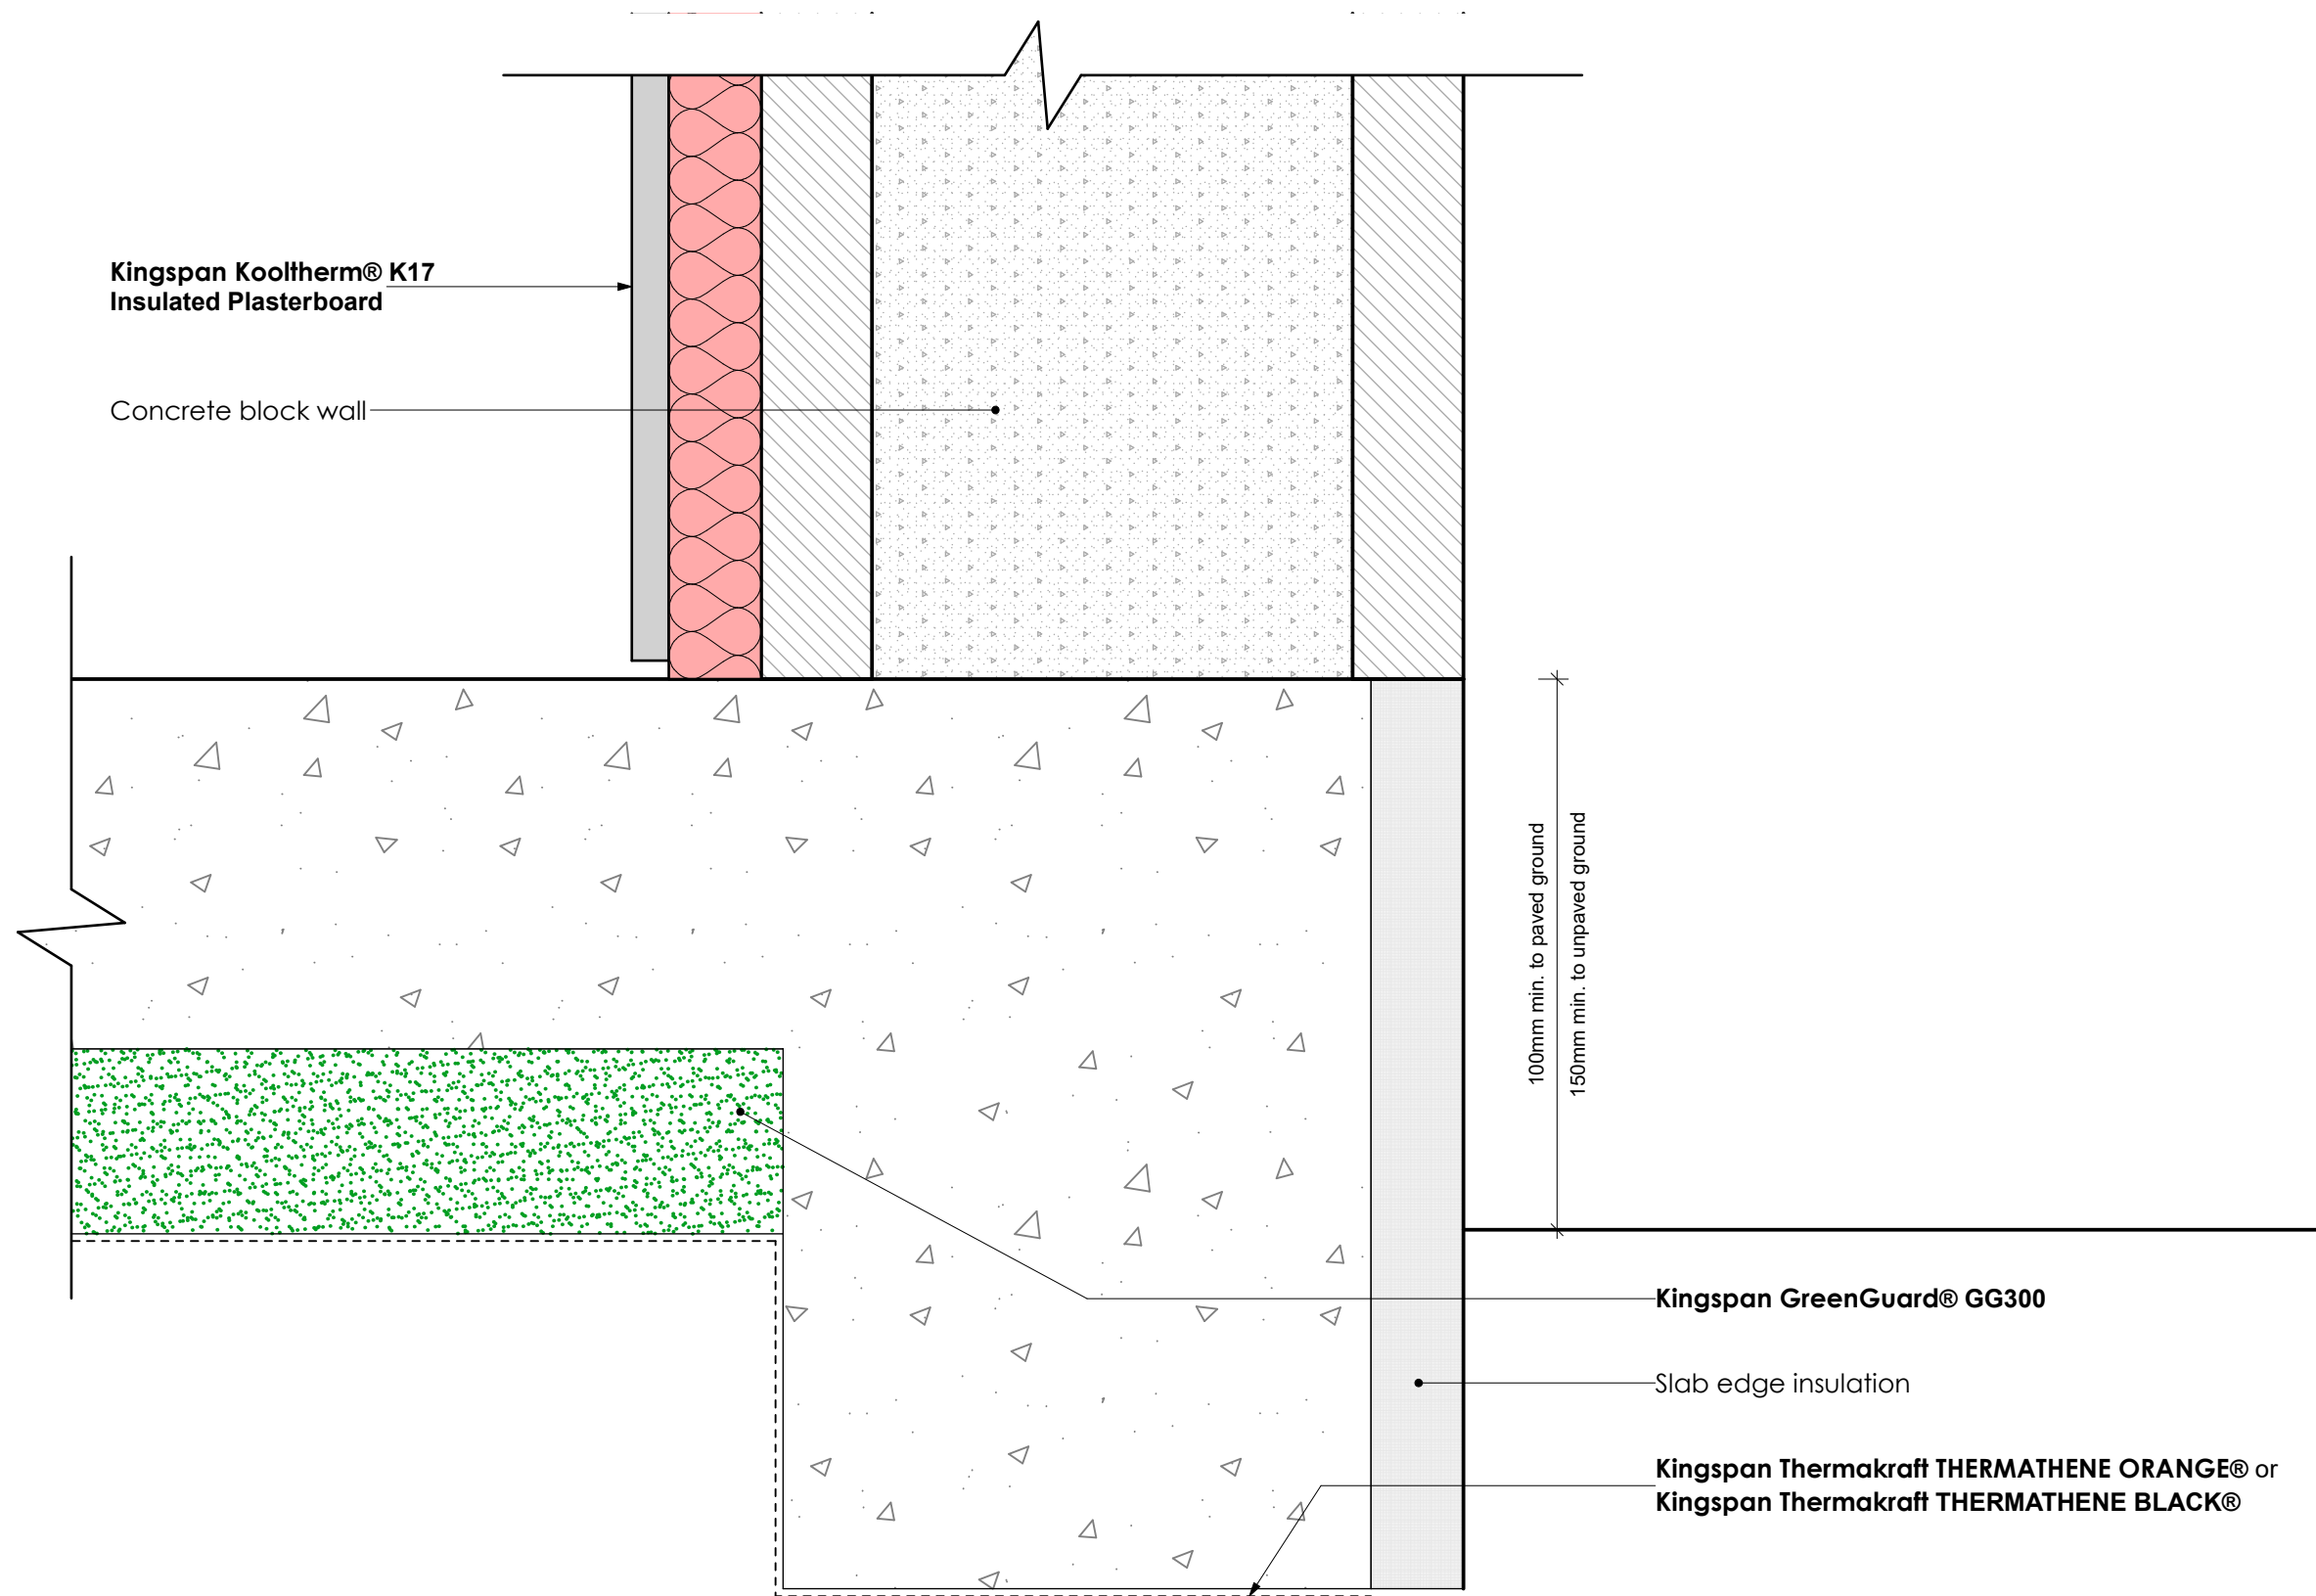 Kingspan Kooltherm® K17
Insulated Plasterboard
Concrete block wall
100mm min. to paved ground
150mm min. to unpaved ground
Kingspan GreenGuard® GG300
Slab edge insulation
Kingspan Thermakraft THERMATHENE ORANGE® or
Kingspan Thermakraft THERMATHENE BLACK®